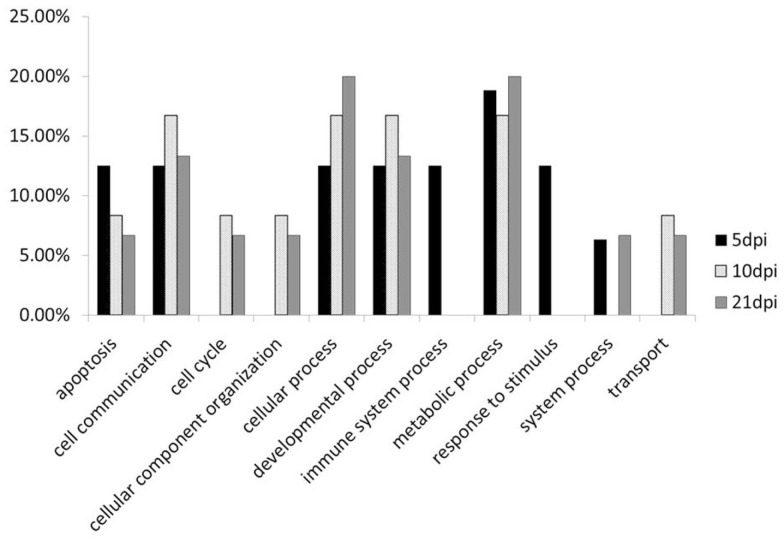 25.00%
20.00%
15.00%
10.00%
5.00%
0.00%
apoptosis
cell communication
cell cycle
cellular component organization
cellular process
developmental process
immune system process
metabolic process
response to stimulus
system process
transport
5dpi
10dpi
21dpi